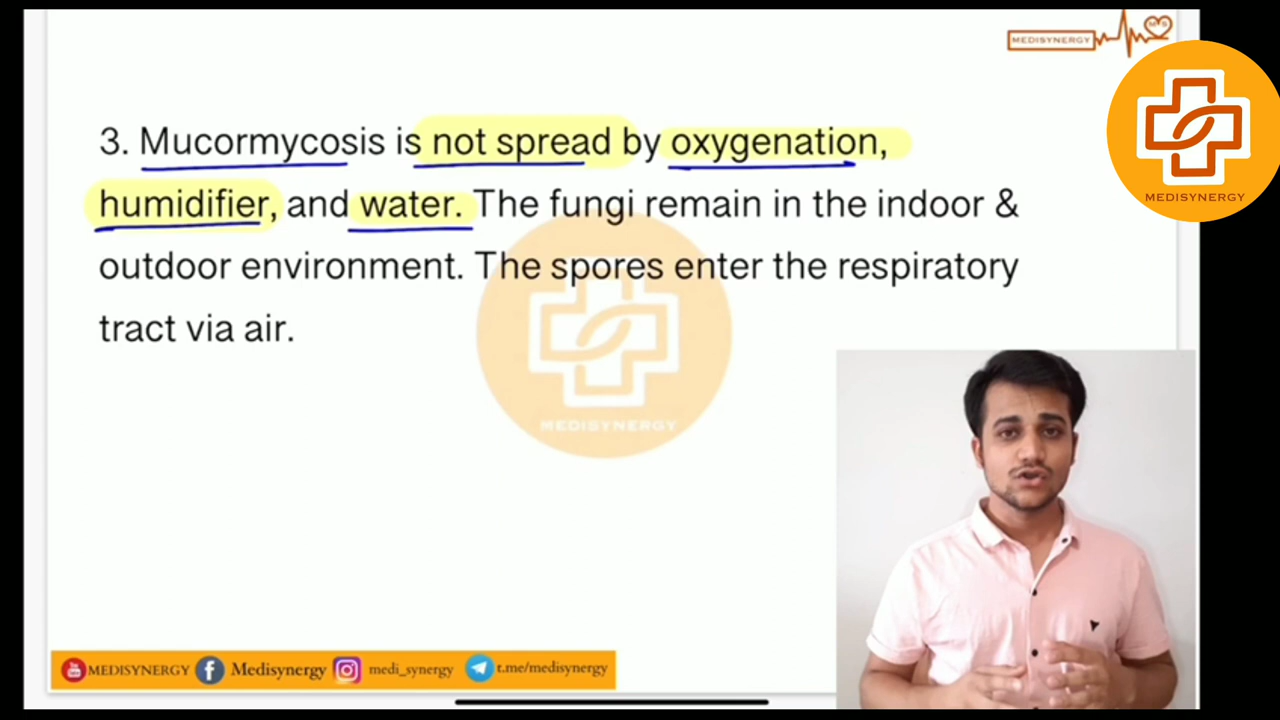 MEDISYNERGY
MS
MEDISYNERGY
3. Mucormycosis is not spread by oxygenation,
humidifier, and water. The fungi remain in the indoor &
outdoor environment. The spores enter the respiratory
tract via air.
MEDISYNERGY
MEDISYNERGY Medisynergy medi_synergy t.me/medisynergy